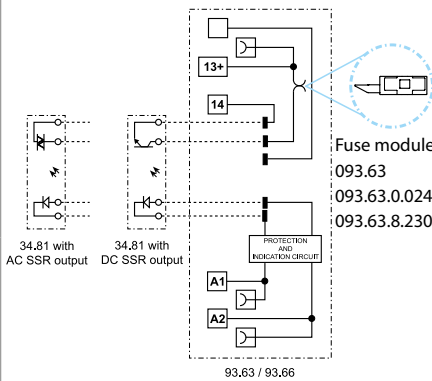 13+
14
Fuse module
093.63
093.63.0.024
093.63.8.230
34.81 with
AC SSR output
34.81 with
DC SSR output
PROTECTION
AND
INDICATION CIRCUIT
A1
A2
93.63 / 93.66